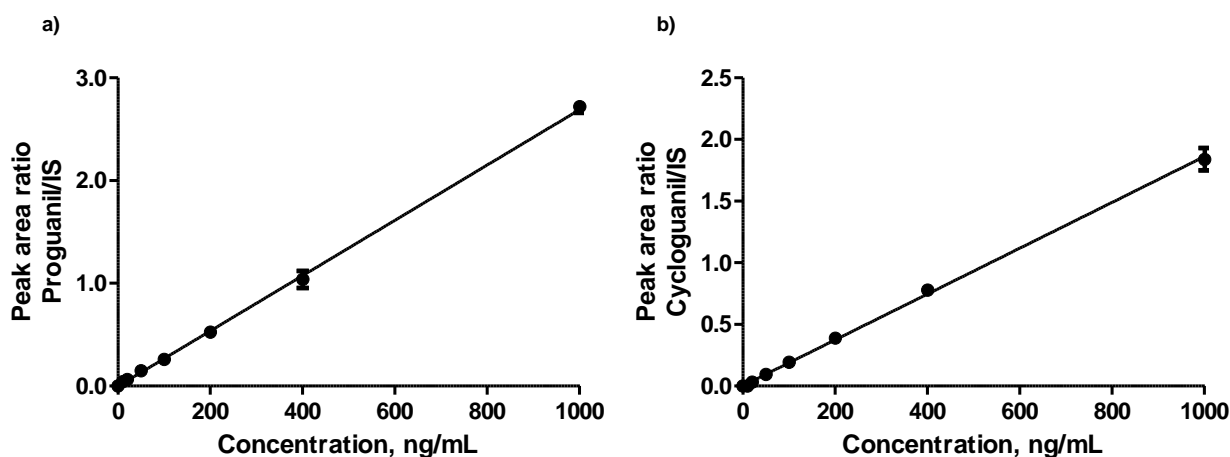 a)
Peak area ratio
Proguanil/IS
3.0
2.0
1.0
0.0
0 200 400 600 800 1000
Concentration, ng/mL
b)
Peak area ratio
Cycloguanil/IS
2.5
2.0
1.5
1.0
0.5
0.0
0 200 400 600 800 1000
Concentration, ng/mL